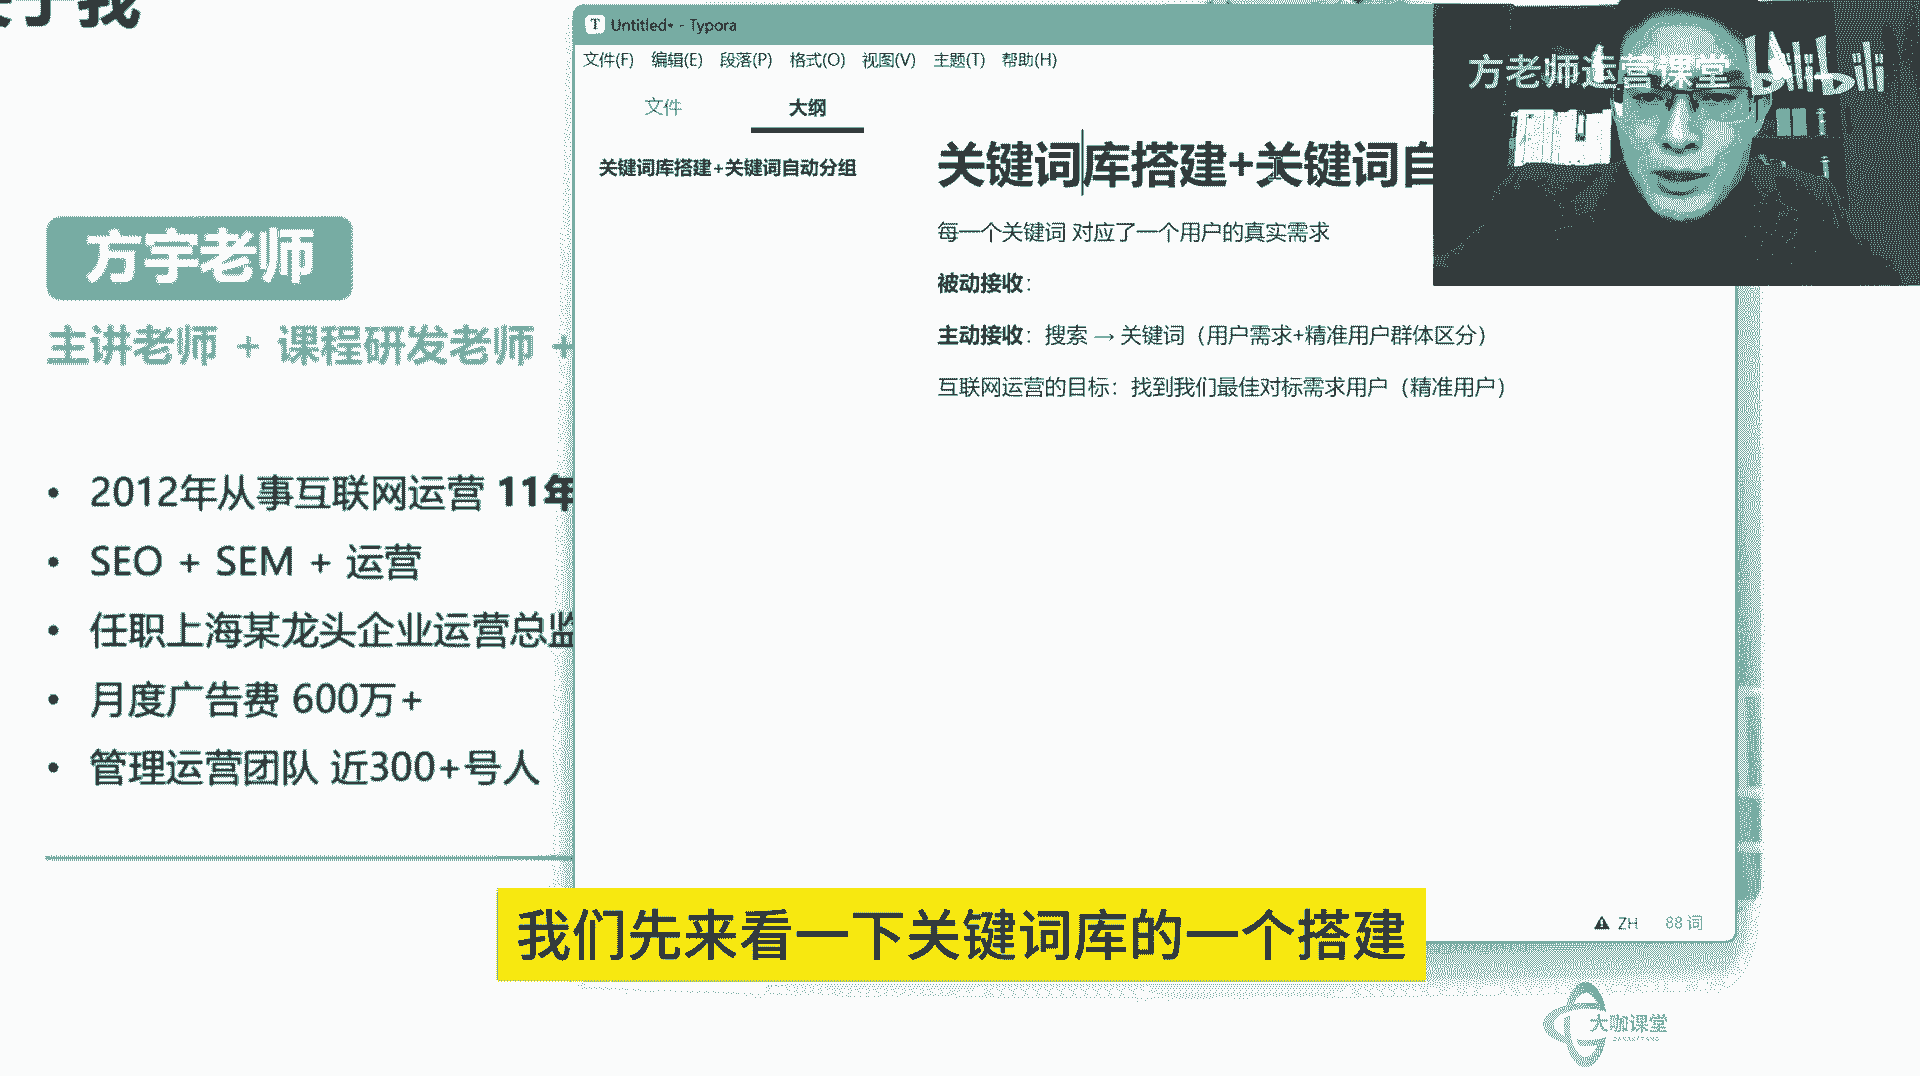 于我
方宇老师
主讲老师 + 课程研发老师 +
• 2012年从事互联网运营 11年
• SEO + SEM + 运营
• 任职上海某龙头企业运营总监
• 月度广告费 600万+
• 管理运营团队 近300+号人
Untitled• - Typora
文件(F) 编辑(E) 段落(P) 格式(O) 视图(V) 主题(T) 帮助(H)
文件 大纲
关键词库搭建+关键词自动分组
关键词库搭建+关键词自
每一个关键词 对应了一个用户的真实需求
被动接收：
主动接收：搜索 → 关键词（用户需求+精准用户群体区分）
互联网运营的目标：找到我们最佳对标需求用户（精准用户）
ZH 88 词
方老师运营课堂 bilibili
我们先来看一下关键词库的一个搭建
大咖课堂